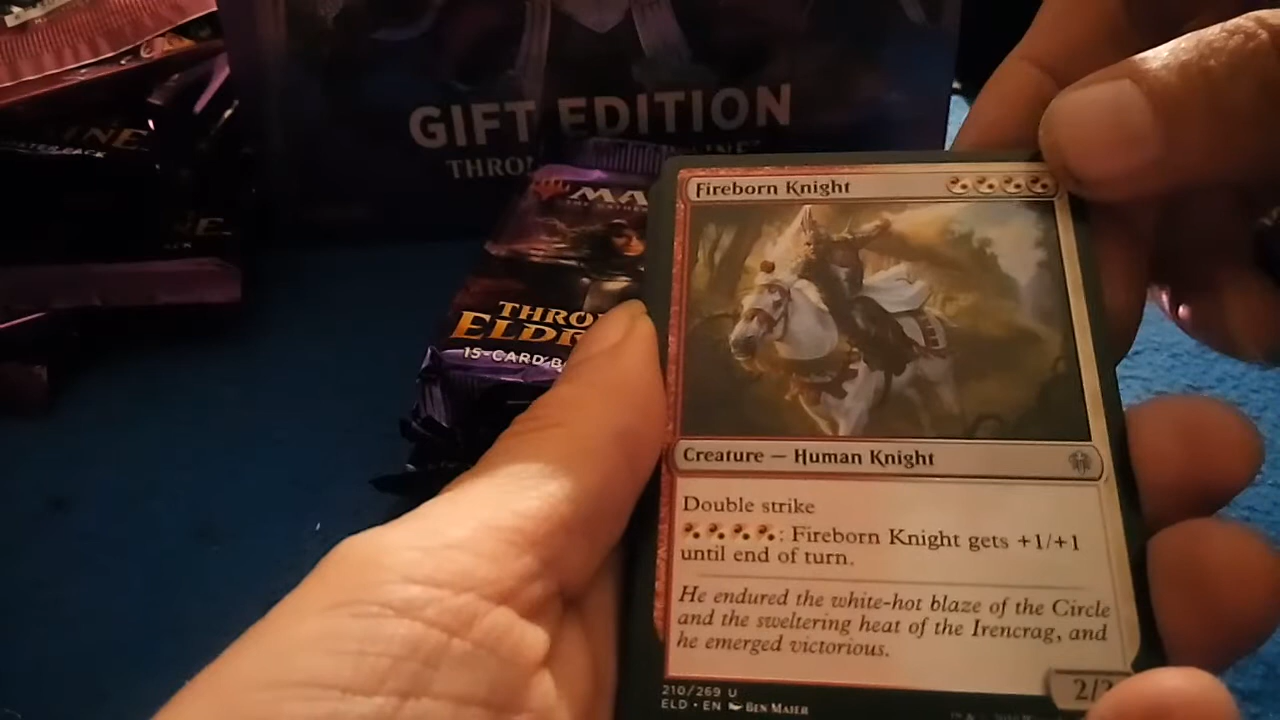 GIFT EDITION
THRO
MA
THRO
ELDR
15-CARD B
Fireborn Knight
Creature — Human Knight
Double strike
: Fireborn Knight gets +1/+1
until end of turn.
He endured the white-hot blaze of the Circle
and the sweltering heat of the Irencrag, and
he emerged victorious.
2/
210/269 U
ELD • EN BEN MAIER